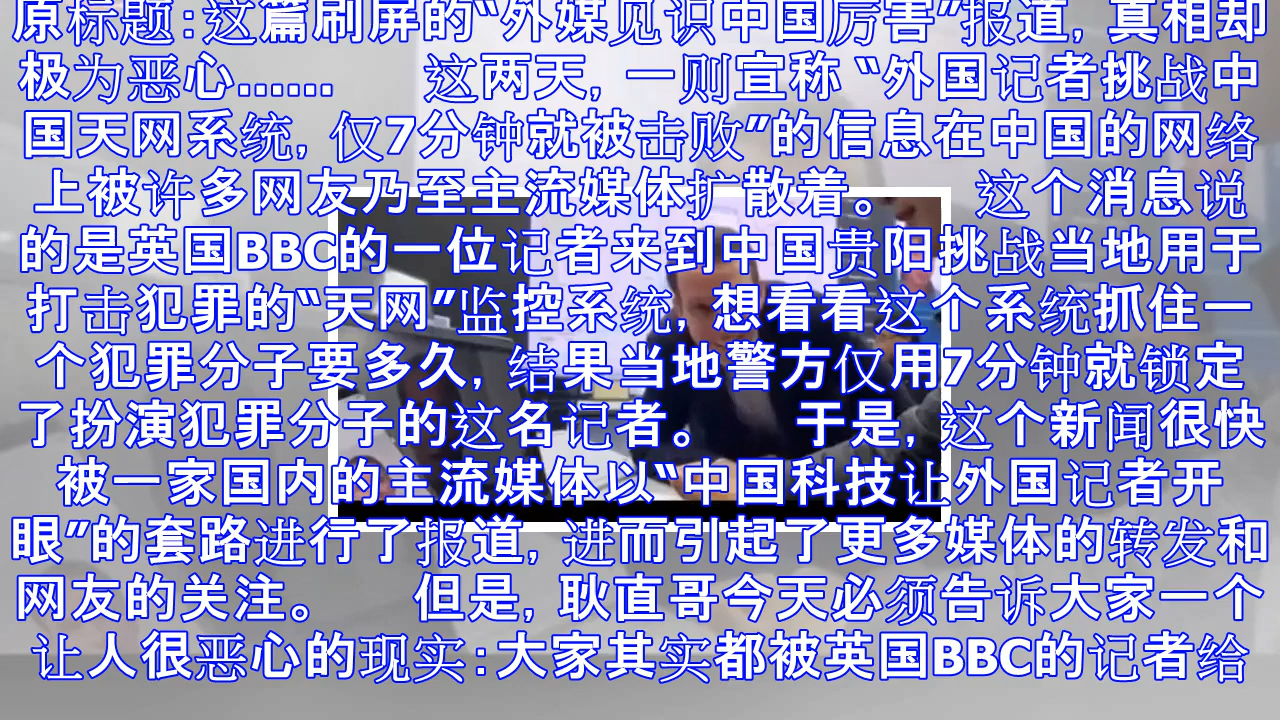 原标题:这篇刷屏的“外媒见识中国厉害”报道, 真相却
极为恶心…… 这两天, 一则宣称 “外国记者挑战中
国天网系统, 仅7分钟就被击败”的信息在中国的网络
上被许多网友乃至主流媒体扩散着。 这个消息说
的是英国BBC的一位记者来到中国贵阳挑战当地用于
打击犯罪的“天网”监控系统, 想看看这个系统抓住一
个犯罪分子要多久, 结果当地警方仅用7分钟就锁定
了扮演犯罪分子的这名记者。 于是, 这个新闻很快
被一家国内的主流媒体以“中国科技让外国记者开
眼”的套路进行了报道, 进而引起了更多媒体的转发和
网友的关注。 但是, 耿直哥今天必须告诉大家一个
让人很恶心的现实:大家其实都被英国BBC的记者给